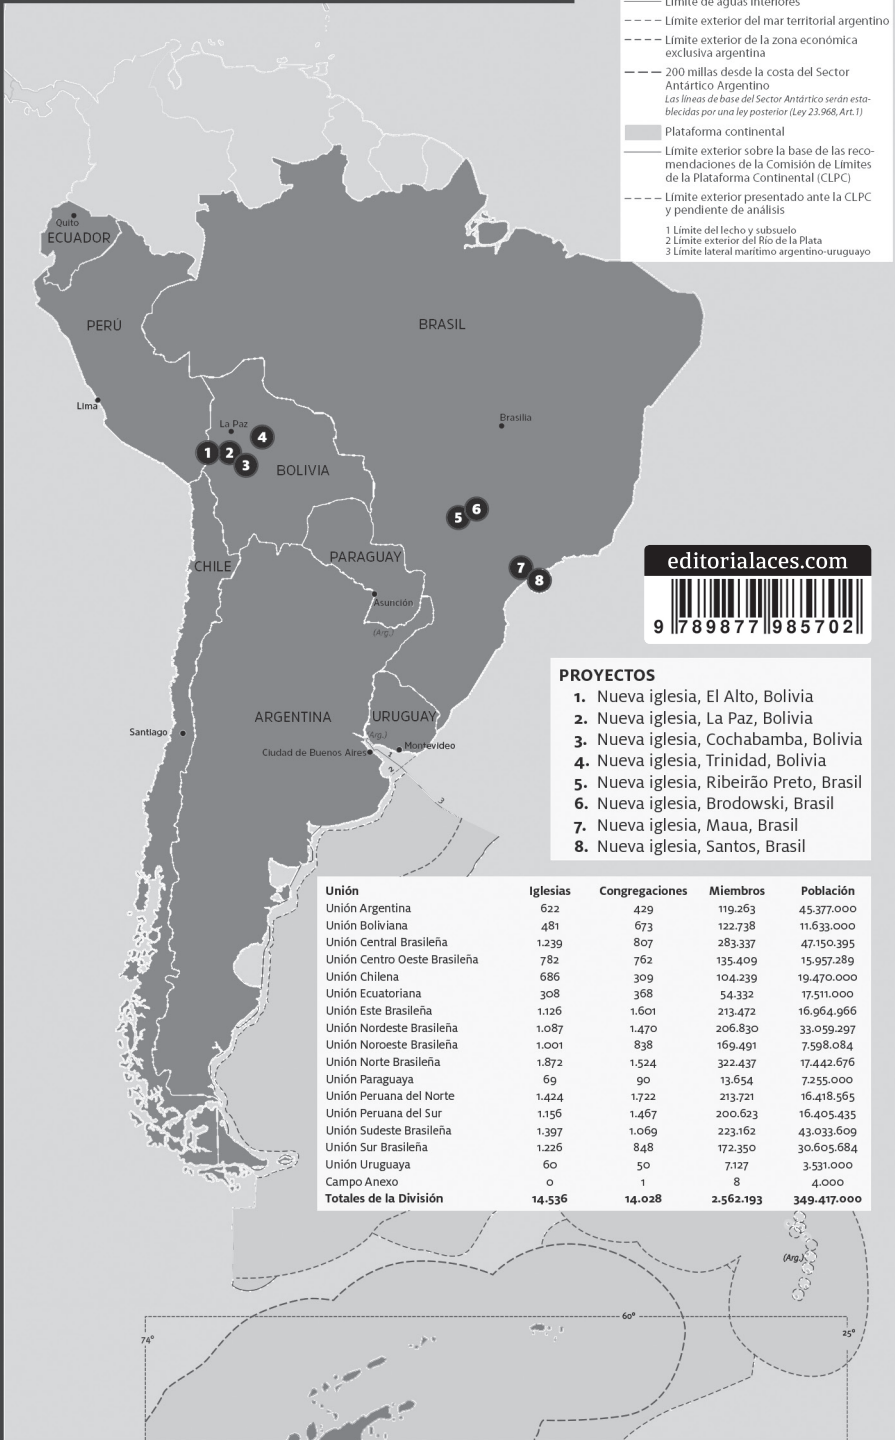 Límite de aguas interiores
Límite exterior del mar territorial argentino
Límite exterior de la zona económica
exclusiva argentina
200 millas desde la costa del Sector
Antártico Argentino
Las líneas de base del Sector Antártico serán esta-
blecidas por una ley posterior (Ley 23.968, Art.1)
Plataforma continental
Límite exterior sobre la base de las reco-
mendaciones de la Comisión de Límites
de la Plataforma Continental (CLPC)
Límite exterior presentado ante la CLPC
y pendiente de análisis
1 Límite del lecho y subsuelo
2 Límite exterior del Río de la Plata
3 Límite lateral marítimo argentino-uruguayo
Quito
ECUADOR
PERÚ
BRASIL
Lima
Brasilia
La Paz
4
1 2
3
BOLIVIA
5 6
CHILE
PARAGUAY
7
8
Asunción
(Arg.)
editorialaces.com
9 789877 985702
ARGENTINA
URUGUAY
Santiago
(Arg.)
Ciudad de Buenos Aires
Montevideo
1
2
3
PROYECTOS
1. Nueva iglesia, El Alto, Bolivia
2. Nueva iglesia, La Paz, Bolivia
3. Nueva iglesia, Cochabamba, Bolivia
4. Nueva iglesia, Trinidad, Bolivia
5. Nueva iglesia, Ribeirão Preto, Brasil
6. Nueva iglesia, Brodowski, Brasil
7. Nueva iglesia, Maua, Brasil
8. Nueva iglesia, Santos, Brasil
Unión Iglesias Congregaciones Miembros Población
Unión Argentina 622 429 119.263 45.377.000
Unión Boliviana 481 673 122.738 11.633.000
Unión Central Brasileña 1.239 807 283.337 47.150.395
Unión Centro Oeste Brasileña 782 762 135.409 15.957.289
Unión Chilena 686 309 104.239 19.470.000
Unión Ecuatoriana 308 368 54.332 17.511.000
Unión Este Brasileña 1.126 1.601 213.472 16.964.966
Unión Nordeste Brasileña 1.087 1.470 206.830 33.059.297
Unión Noroeste Brasileña 1.001 838 169.491 7.598.084
Unión Norte Brasileña 1.872 1.524 322.437 17.442.676
Unión Paraguaya 69 90 13.654 7.255.000
Unión Peruana del Norte 1.424 1.722 213.721 16.418.565
Unión Peruana del Sur 1.156 1.467 200.623 16.405.435
Unión Sudeste Brasileña 1.397 1.069 223.162 43.033.609
Unión Sur Brasileña 1.226 848 172.350 30.605.684
Unión Uruguaya 60 50 7.127 3.531.000
Campo Anexo 0 1 8 4.000
Totales de la División 14.536 14.028 2.562.193 349.417.000
(Arg.)
60°
74°
25°